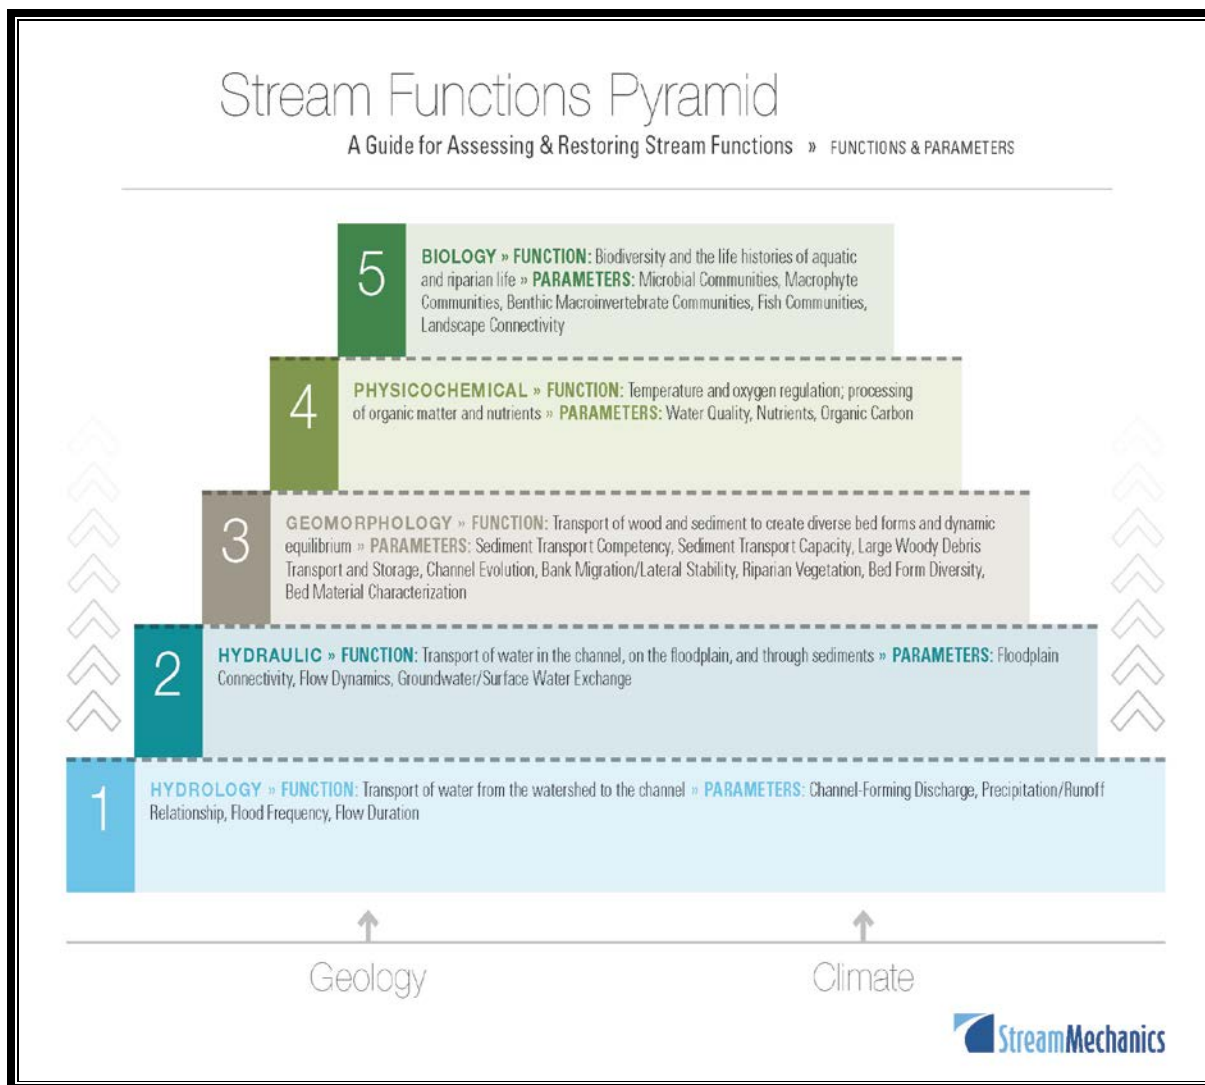 Stream Functions Pyramid
A Guide for Assessing & Restoring Stream Functions » FUNCTIONS & PARAMETERS
5
BIOLOGY » FUNCTION: Biodiversity and the life histories of aquatic
and riparian life » PARAMETERS: Microbial Communities, Macrophyte
Communities, Benthic Macroinvertebrate Communities, Fish Communities,
Landscape Connectivity
4
PHYSICOCHEMICAL » FUNCTION: Temperature and oxygen regulation; processing
of organic matter and nutrients » PARAMETERS: Water Quality, Nutrients, Organic Carbon
3
GEOMORPHOLOGY » FUNCTION: Transport of wood and sediment to create diverse bed forms and dynamic
equilibrium » PARAMETERS: Sediment Transport Competency, Sediment Transport Capacity, Large Woody Debris
Transport and Storage, Channel Evolution, Bank Migration/Lateral Stability, Riparian Vegetation, Bed Form Diversity,
Bed Material Characterization
2
HYDRAULIC » FUNCTION: Transport of water in the channel, on the floodplain, and through sediments » PARAMETERS: Floodplain
Connectivity, Flow Dynamics, Groundwater/Surface Water Exchange
1
HYDROLOGY » FUNCTION: Transport of water from the watershed to the channel » PARAMETERS: Channel-Forming Discharge, Precipitation/Runoff
Relationship, Flood Frequency, Flow Duration
Geology
Climate
StreamMechanics